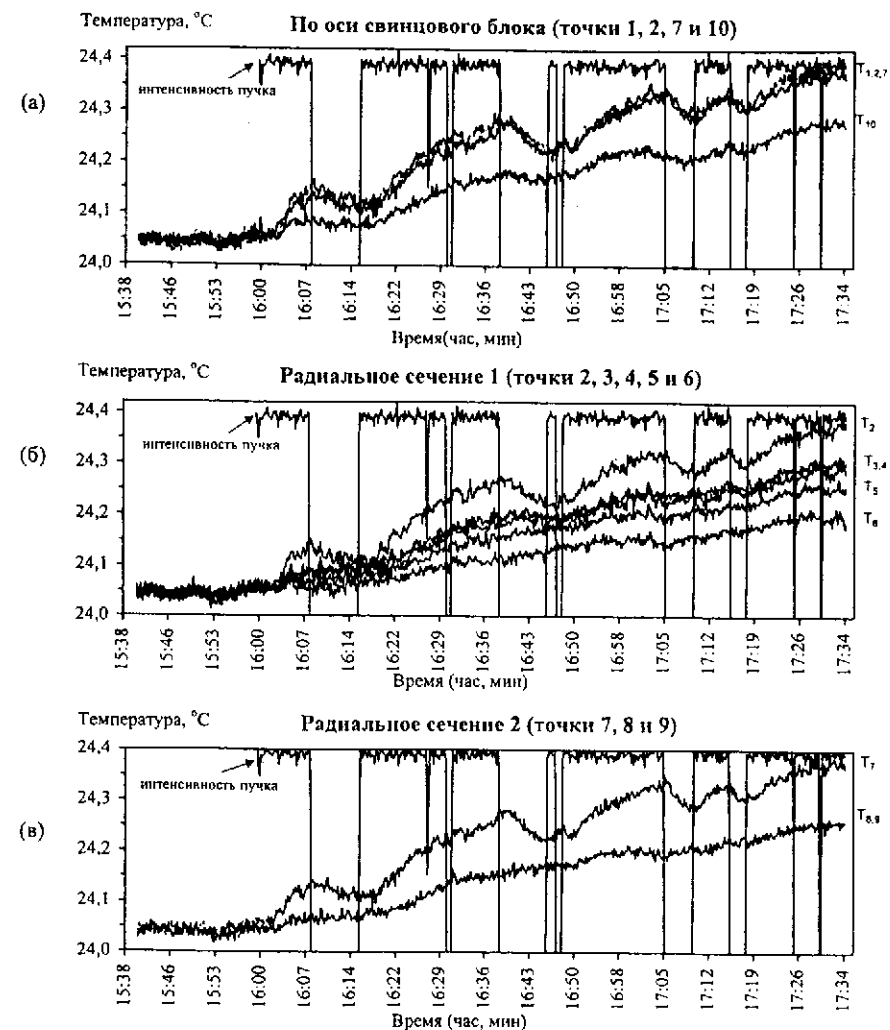 Температура, °C
По оси свинцового блока (точки 1, 2, 7 и 10)
(а)
24,4
24,3
24,2
24,1
24,0
интенсивность пучка
T1,2,7
T10
15:38 15:46 15:53 16:00 16:07 16:14 16:22 16:29 16:36 16:43 16:50 16:58 17:05 17:12 17:19 17:26 17:34
Время(час, мин)
Температура, °C
Радиальное сечение 1 (точки 2, 3, 4, 5 и 6)
(б)
24,4
24,3
24,2
24,1
24,0
интенсивность пучка
T2
T3,4
T5
T6
15:38 15:46 15:53 16:00 16:07 16:14 16:22 16:29 16:36 16:43 16:50 16:58 17:05 17:12 17:19 17:26 17:34
Время (час, мин)
Температура, °C
Радиальное сечение 2 (точки 7, 8 и 9)
(в)
24,4
24,3
24,2
24,1
24,0
интенсивность пучка
T7
T8,9
15:38 15:46 15:53 16:00 16:07 16:14 16:22 16:29 16:36 16:43 16:50 16:58 17:05 17:12 17:19 17:26 17:34
Время (час, мин)